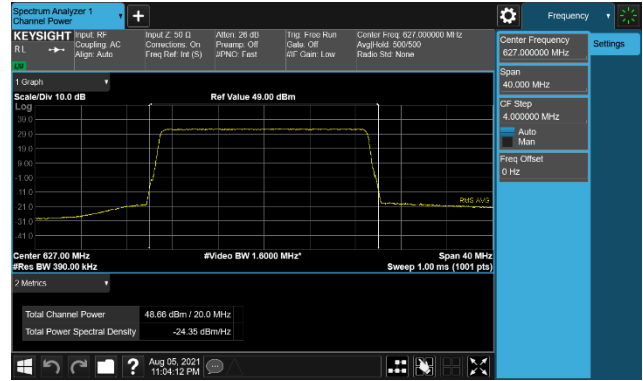 Spectrum Analyzer 1
Channel Power
+
Frequency
KEYSIGHT
RL
Input: RF
Coupling: AC
Align: Auto
Input Z: 50 Ω
Corrections: On
Freq Ref: Int (S)
Atten: 26 dB
Preamp: Off
#PNO: Fast
Trig: Free Run
Gate: Off
#IF Gain: Low
Center Freq: 627.000000 MHz
Avg|Hold: 500/500
Radio Std: None
Center Frequency
627.000000 MHz
Settings
Span
40.000 MHz
CF Step
4.000000 MHz
Auto
Man
Freq Offset
0 Hz
1 Graph
Scale/Div 10.0 dB
Ref Value 49.00 dBm
Log
39.0
29.0
19.0
9.00
-1.00
-11.0
-21.0
-31.0
-41.0
RMS AVG
Center 627.00 MHz
#Video BW 1.6000 MHz*
Span 40 MHz
#Res BW 390.00 kHz
Sweep 1.00 ms (1001 pts)
2 Metrics
Total Channel Power
48.66 dBm / 20.0 MHz
Total Power Spectral Density
-24.35 dBm/Hz
?
Aug 05, 2021
11:04:12 PM